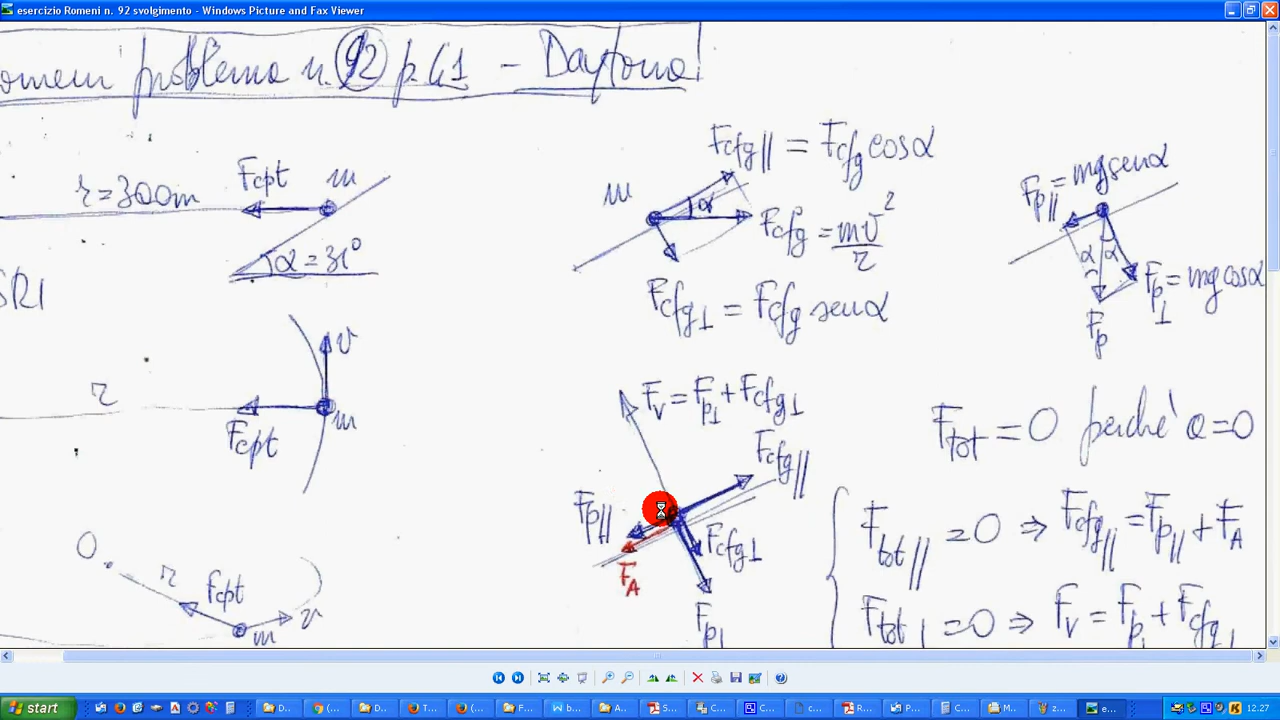 esercizio Romeni n. 92 svolgimento - Windows Picture and Fax Viewer
omeni problema n. 92 p. 41 - Daytona
r=300m
Fcpt
m
α = 31°
SRI
m
Fcfg|| = Fcfg cosα
α
Fcfg = mv²/r
Fcfg⊥ = Fcfg senα
Fp|| = mg senα
α α
Fp⊥ = mg cosα
Fp
r
v
Fcpt
m
Fv = Fp⊥ + Fcfg⊥
Fcfg||
Fp||
Fcfg⊥
FA
Fp⊥
Ftot = 0 perché a = 0
Ftot|| = 0 ⇒ Fcfg|| = Fp|| + FA
Ftot⊥ = 0 ⇒ Fv = Fp⊥ + Fcfg⊥
O
r
Fcpt
v
m
start
D...
(...
D...
T...
(...
F...
b...
A...
S...
C...
C...
c...
R...
P...
C...
M...
z...
e...
12.27